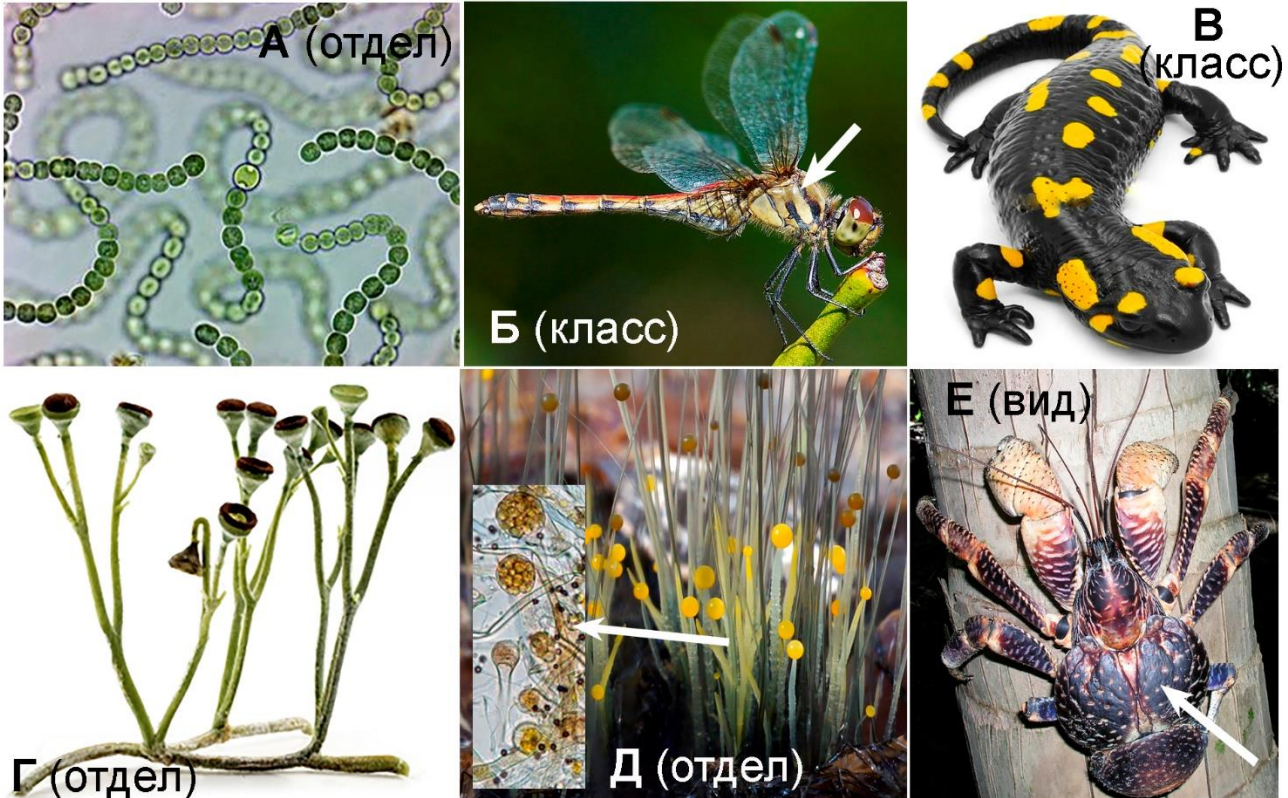 А (отдел)
Б (класс)
В
(класс)
Г (отдел)
Д (отдел)
Е (вид)